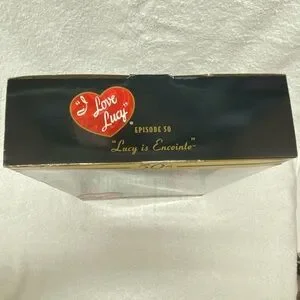 "I
Love
Lucy"
®
EPISODE 50
"Lucy is Enceinte"